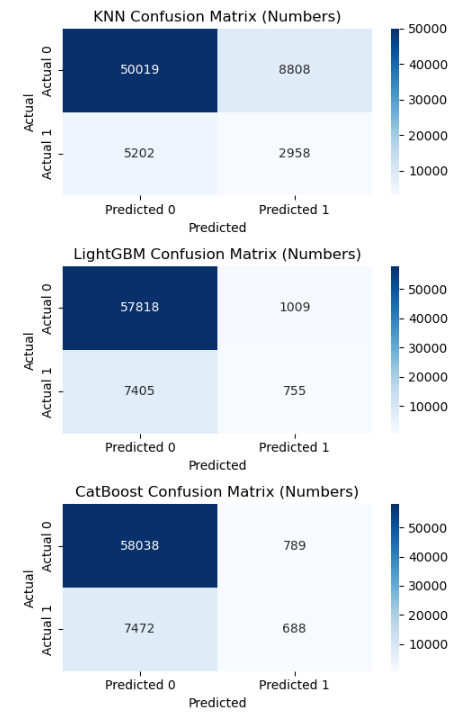 KNN Confusion Matrix (Numbers)
Actual
Actual 0
50019
8808
Actual 1
5202
2958
Predicted 0
Predicted 1
Predicted
50000
40000
30000
20000
10000
LightGBM Confusion Matrix (Numbers)
Actual
Actual 0
57818
1009
Actual 1
7405
755
Predicted 0
Predicted 1
Predicted
50000
40000
30000
20000
10000
CatBoost Confusion Matrix (Numbers)
Actual
Actual 0
58038
789
Actual 1
7472
688
Predicted 0
Predicted 1
Predicted
50000
40000
30000
20000
10000